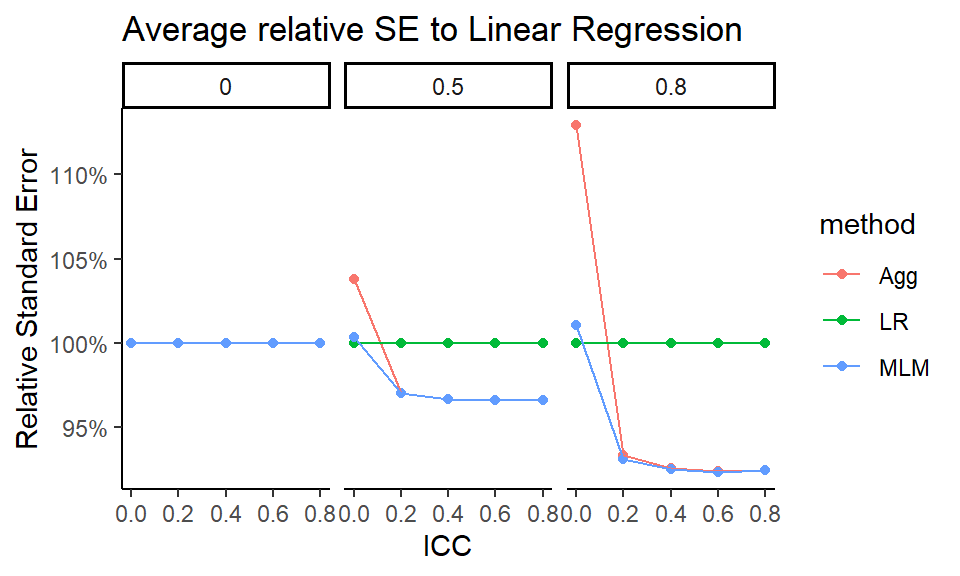 Average relative SE to Linear Regression
0 0.5 0.8
Relative Standard Error
110%
105%
100%
95%
0.0 0.2 0.4 0.6 0.8 0.0 0.2 0.4 0.6 0.8 0.0 0.2 0.4 0.6 0.8
ICC
method
Agg
LR
MLM